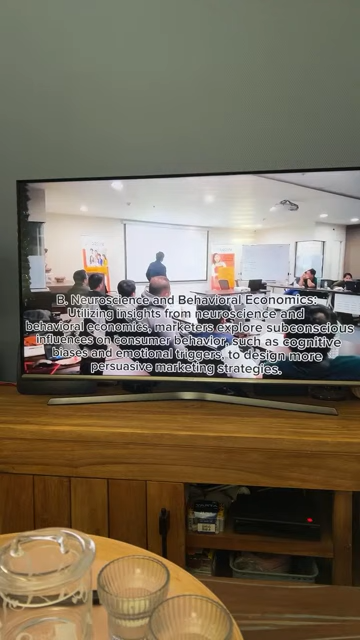 B. Neuroscience and Behavioral Economics:
Utilizing insights from neuroscience and
behavioral economics, marketers explore subconscious
influences on consumer behavior, such as cognitive
biases and emotional triggers, to design more
persuasive marketing strategies.